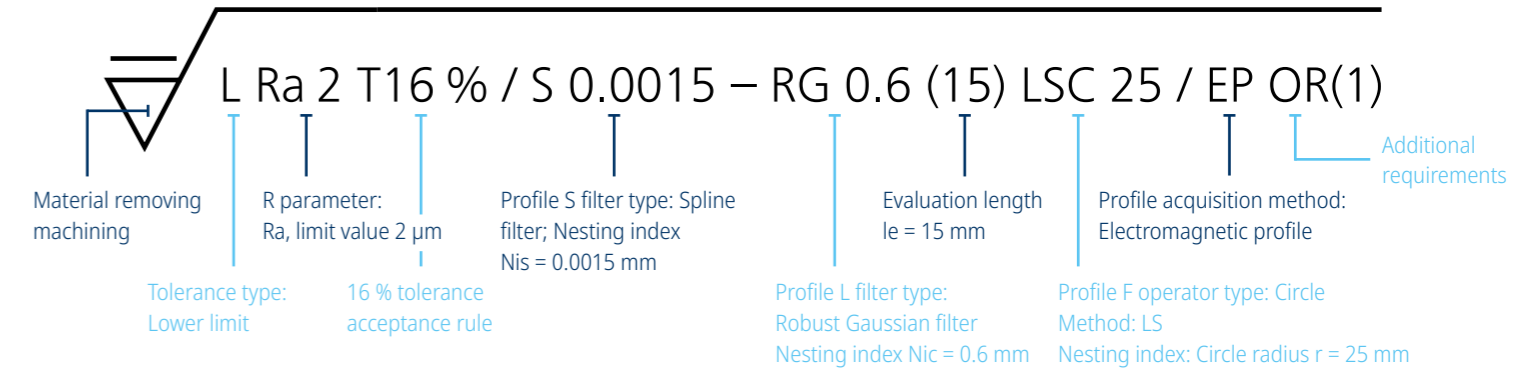 L Ra 2 T16 % / S 0.0015 – RG 0.6 (15) LSC 25 / EP OR(1)
Additional
requirements
Material removing
machining
R parameter:
Ra, limit value 2 µm
Profile S filter type: Spline
filter; Nesting index
Nis = 0.0015 mm
Evaluation length
le = 15 mm
Profile acquisition method:
Electromagnetic profile
Tolerance type:
Lower limit
16 % tolerance
acceptance rule
Profile L filter type:
Robust Gaussian filter
Nesting index Nic = 0.6 mm
Profile F operator type: Circle
Method: LS
Nesting index: Circle radius r = 25 mm